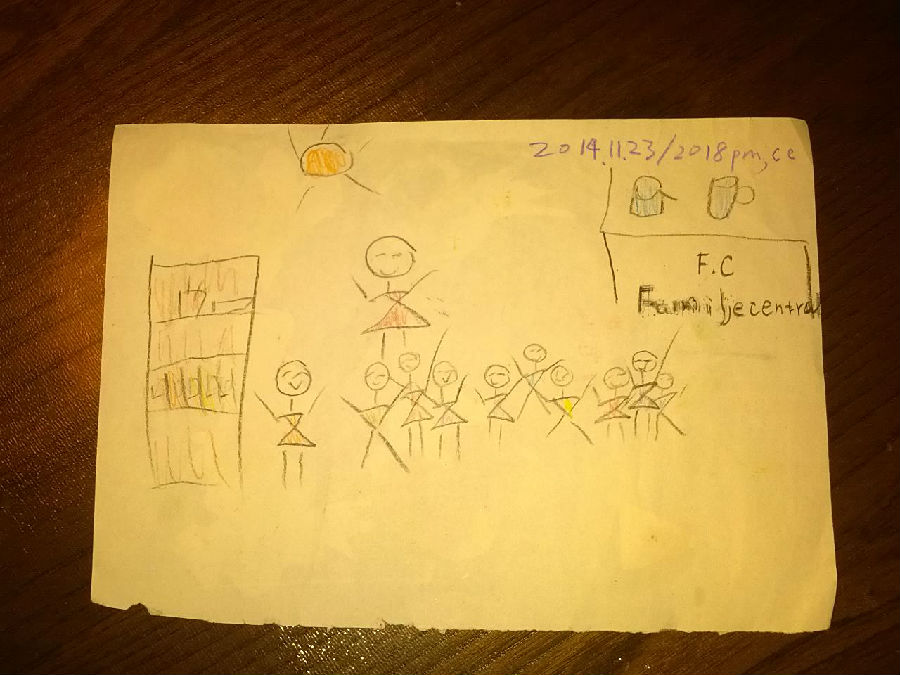 2014.11.23/2018pm, cc
F.C
Familjecentral